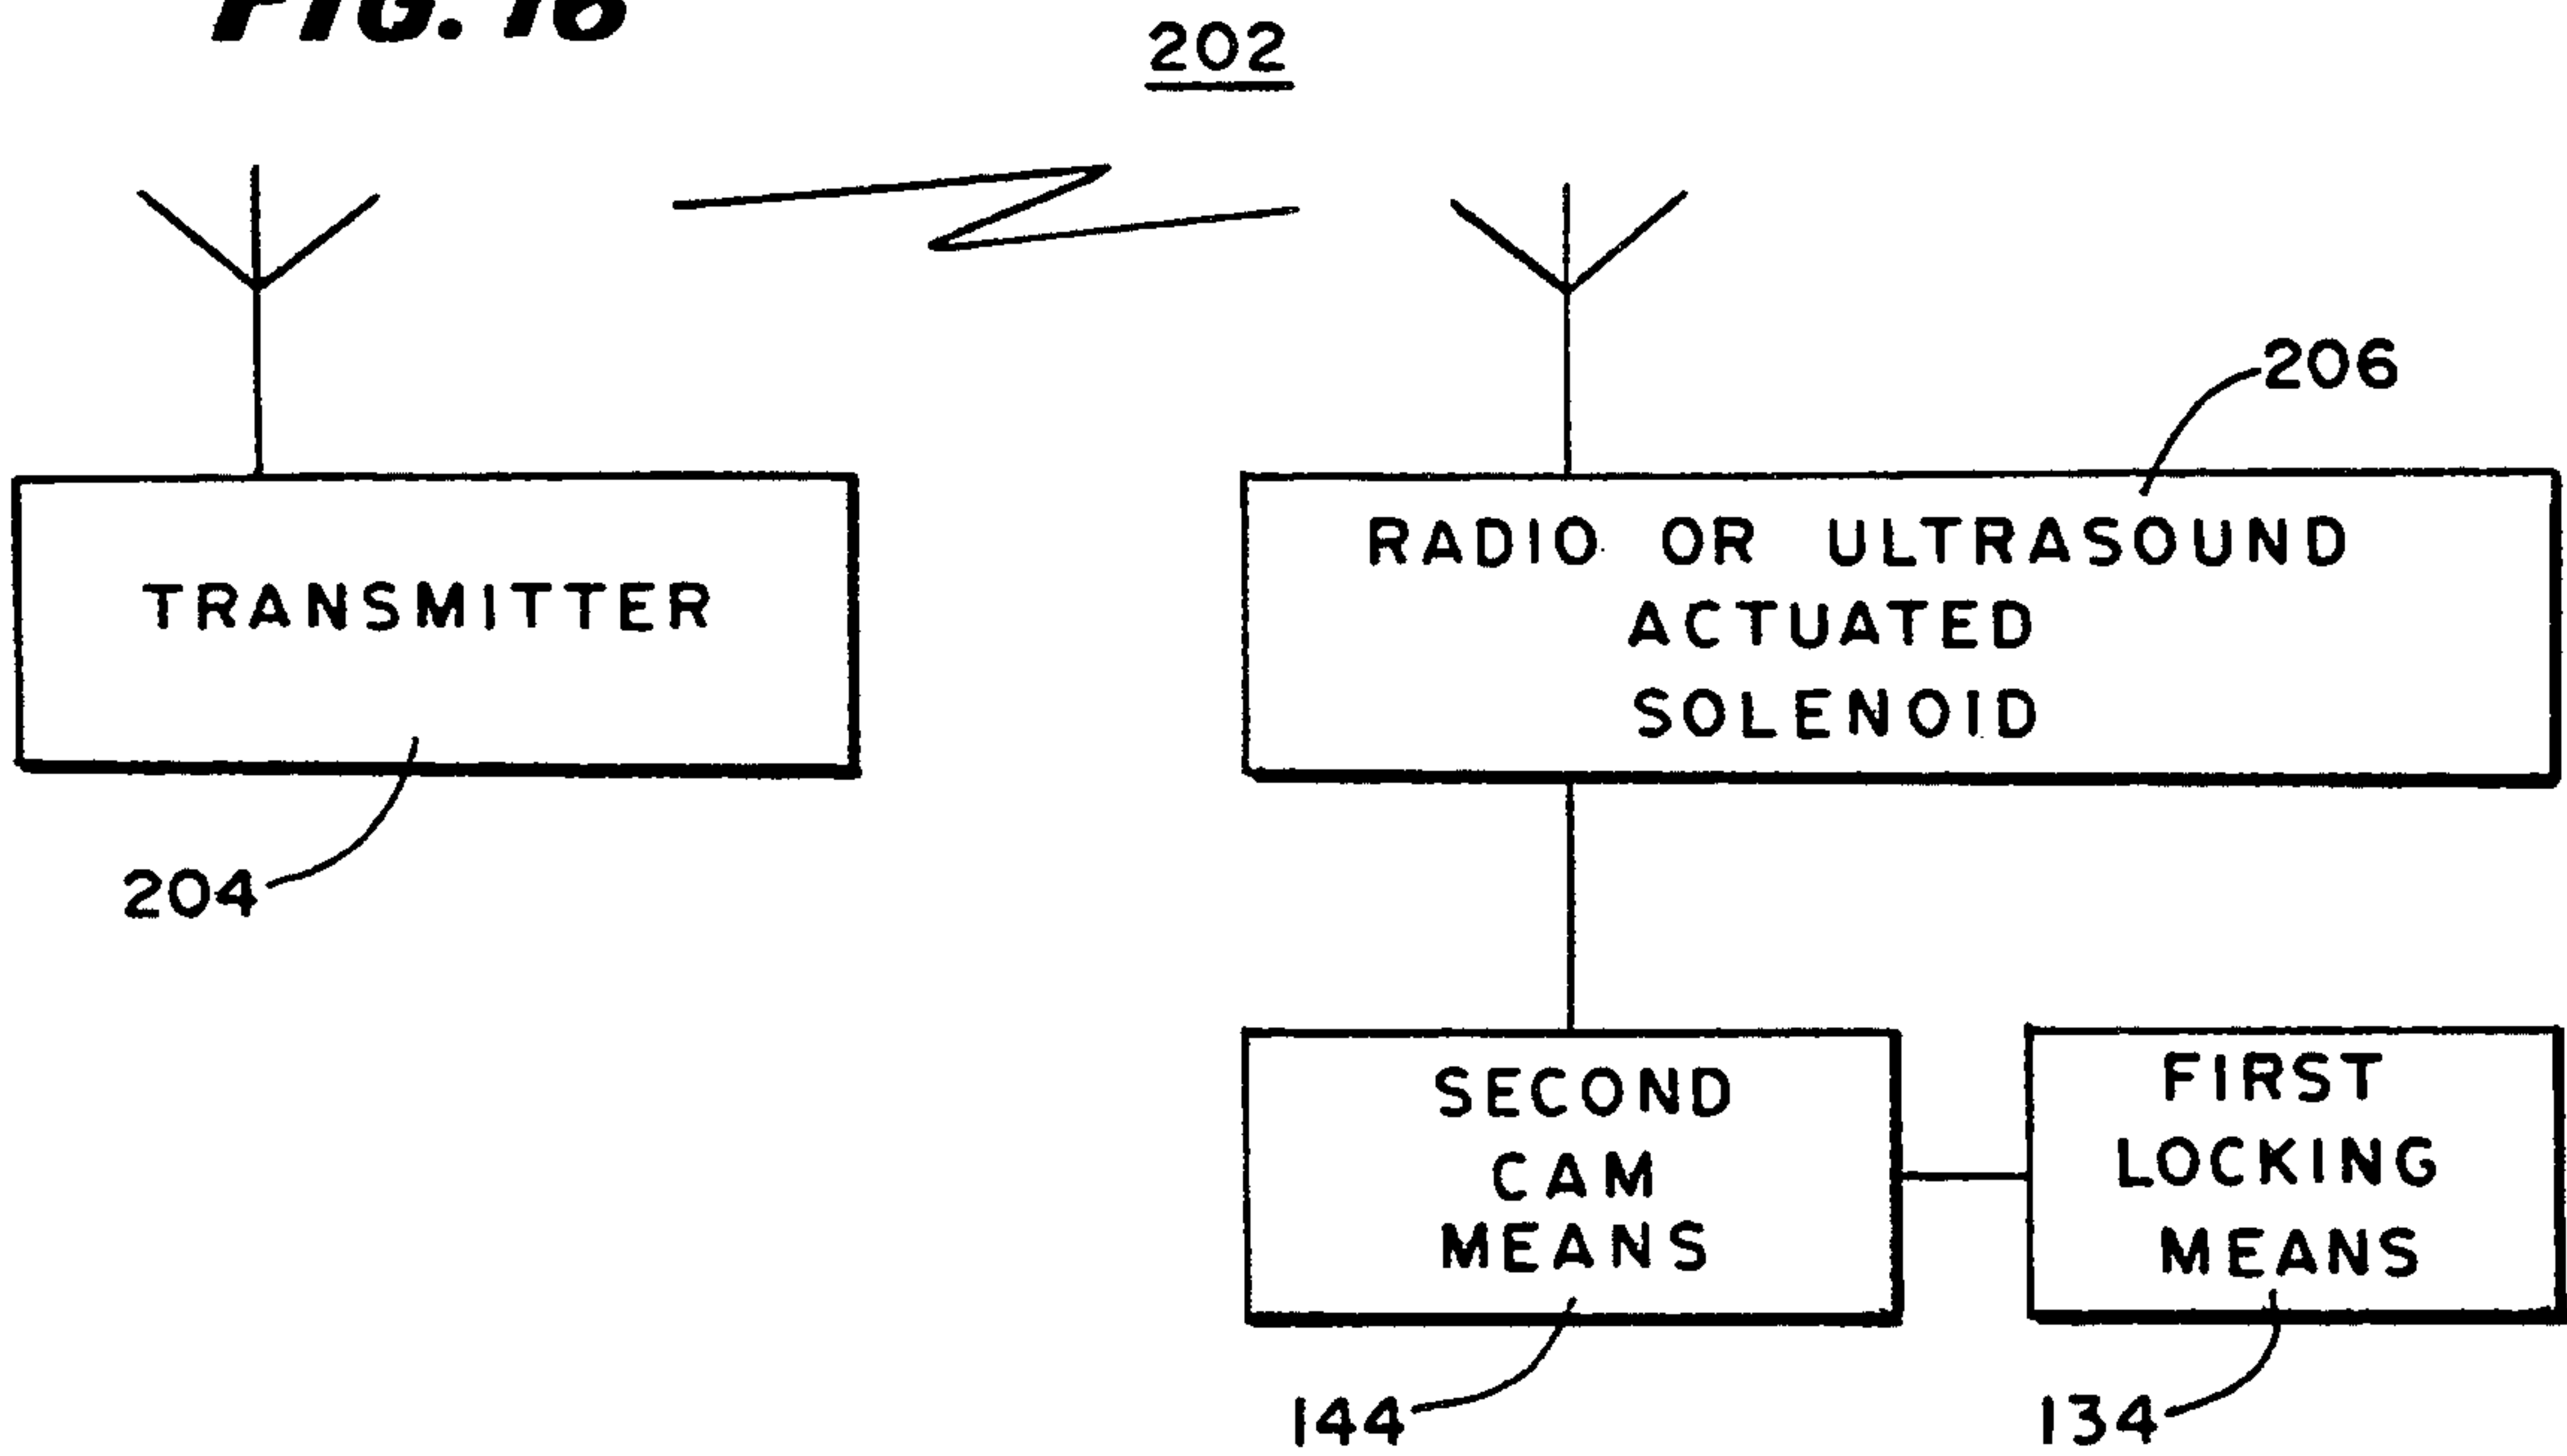 FIG. 16
202
206
TRANSMITTER
RADIO OR ULTRASOUND
ACTUATED
SOLENOID
204
SECOND
CAM
MEANS
FIRST
LOCKING
MEANS
144
134